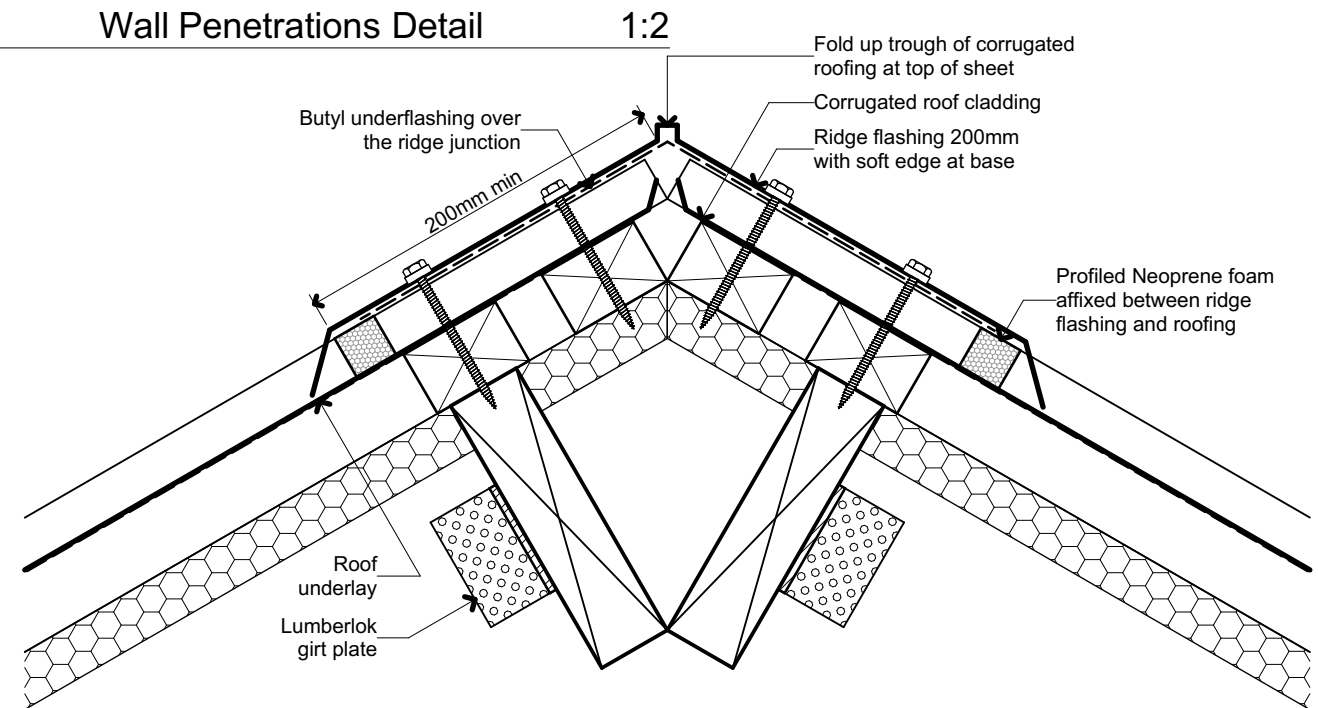 Wall Penetrations Detail 1:2
Fold up trough of corrugated
roofing at top of sheet
Corrugated roof cladding
Ridge flashing 200mm
with soft edge at base
Butyl underflashing over
the ridge junction
200mm min
Profiled Neoprene foam
affixed between ridge
flashing and roofing
Roof
underlay
Lumberlok
girt plate